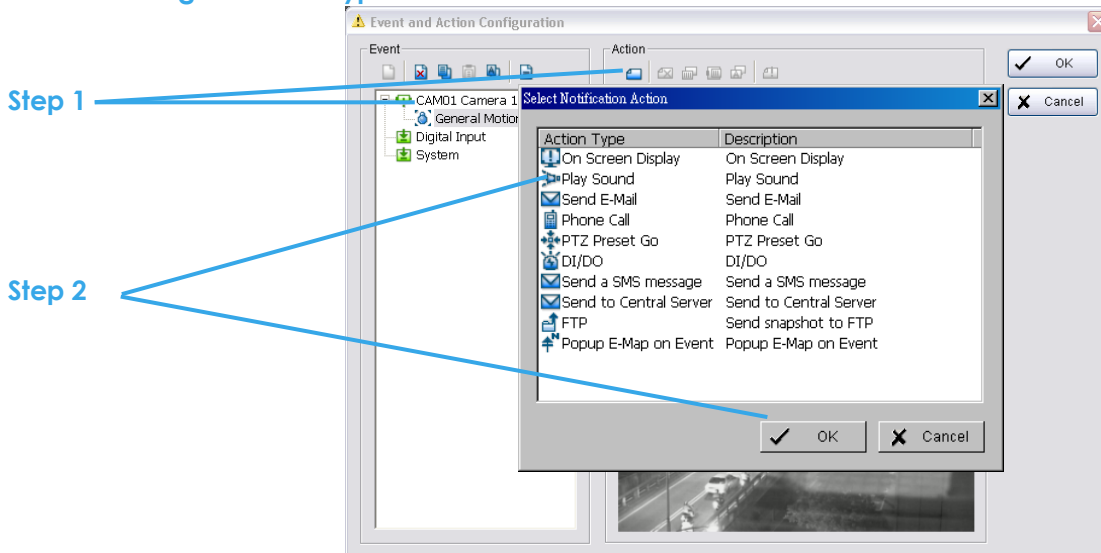 Event and Action Configuration
Event
Action
OK
Cancel
Step 1
CAM01 Camera 1
General Motion
Digital Input
System
Select Notification Action
Action Type Description
On Screen Display On Screen Display
Play Sound Play Sound
Send E-Mail Send E-Mail
Phone Call Phone Call
PTZ Preset Go PTZ Preset Go
DI/DO DI/DO
Send a SMS message Send a SMS message
Send to Central Server Send to Central Server
FTP Send snapshot to FTP
Popup E-Map on Event Popup E-Map on Event
Step 2
OK Cancel